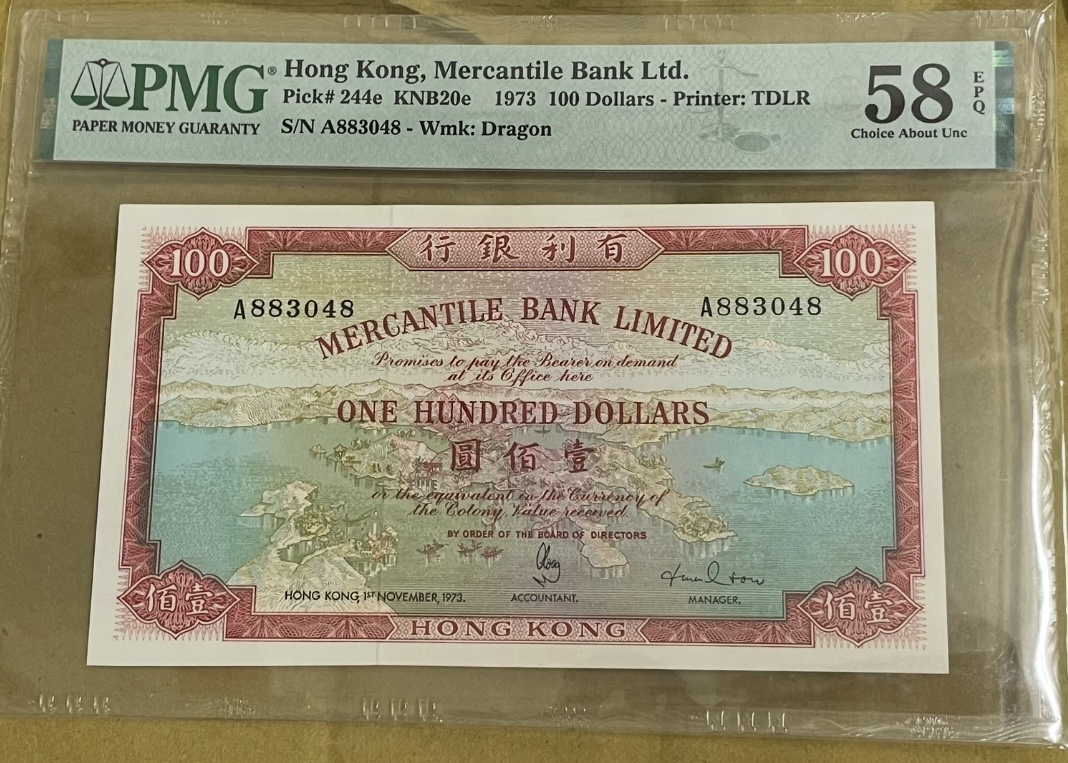 PMG®
PAPER MONEY GUARANTY
Hong Kong, Mercantile Bank Ltd.
Pick# 244e KNB20e 1973 100 Dollars - Printer: TDLR
S/N A883048 - Wmk: Dragon
58
EPQ
Choice About Unc
行銀利有
100
100
A883048
A883048
MERCANTILE BANK LIMITED
Promises to pay the Bearer on demand
at its Office here
ONE HUNDRED DOLLARS
圓佰壹
or the equivalent in the Currency of
the Colony, Value received.
BY ORDER OF THE BOARD OF DIRECTORS
HONG KONG, 1ST NOVEMBER, 1973.
ACCOUNTANT.
MANAGER.
佰壹
佰壹
HONG KONG